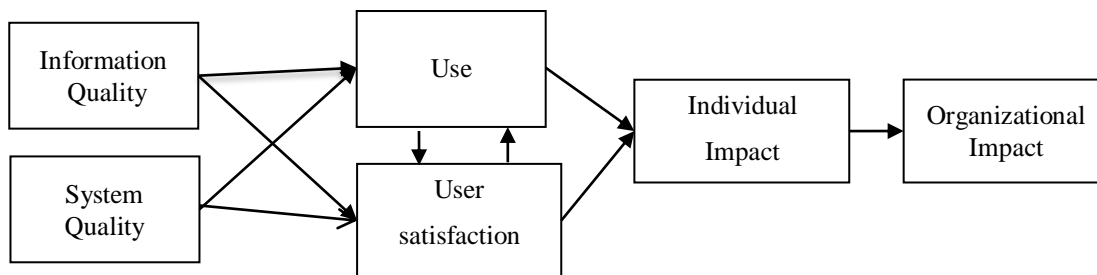 Information
Quality
System
Quality
Use
User
satisfaction
Individual
Impact
Organizational
Impact